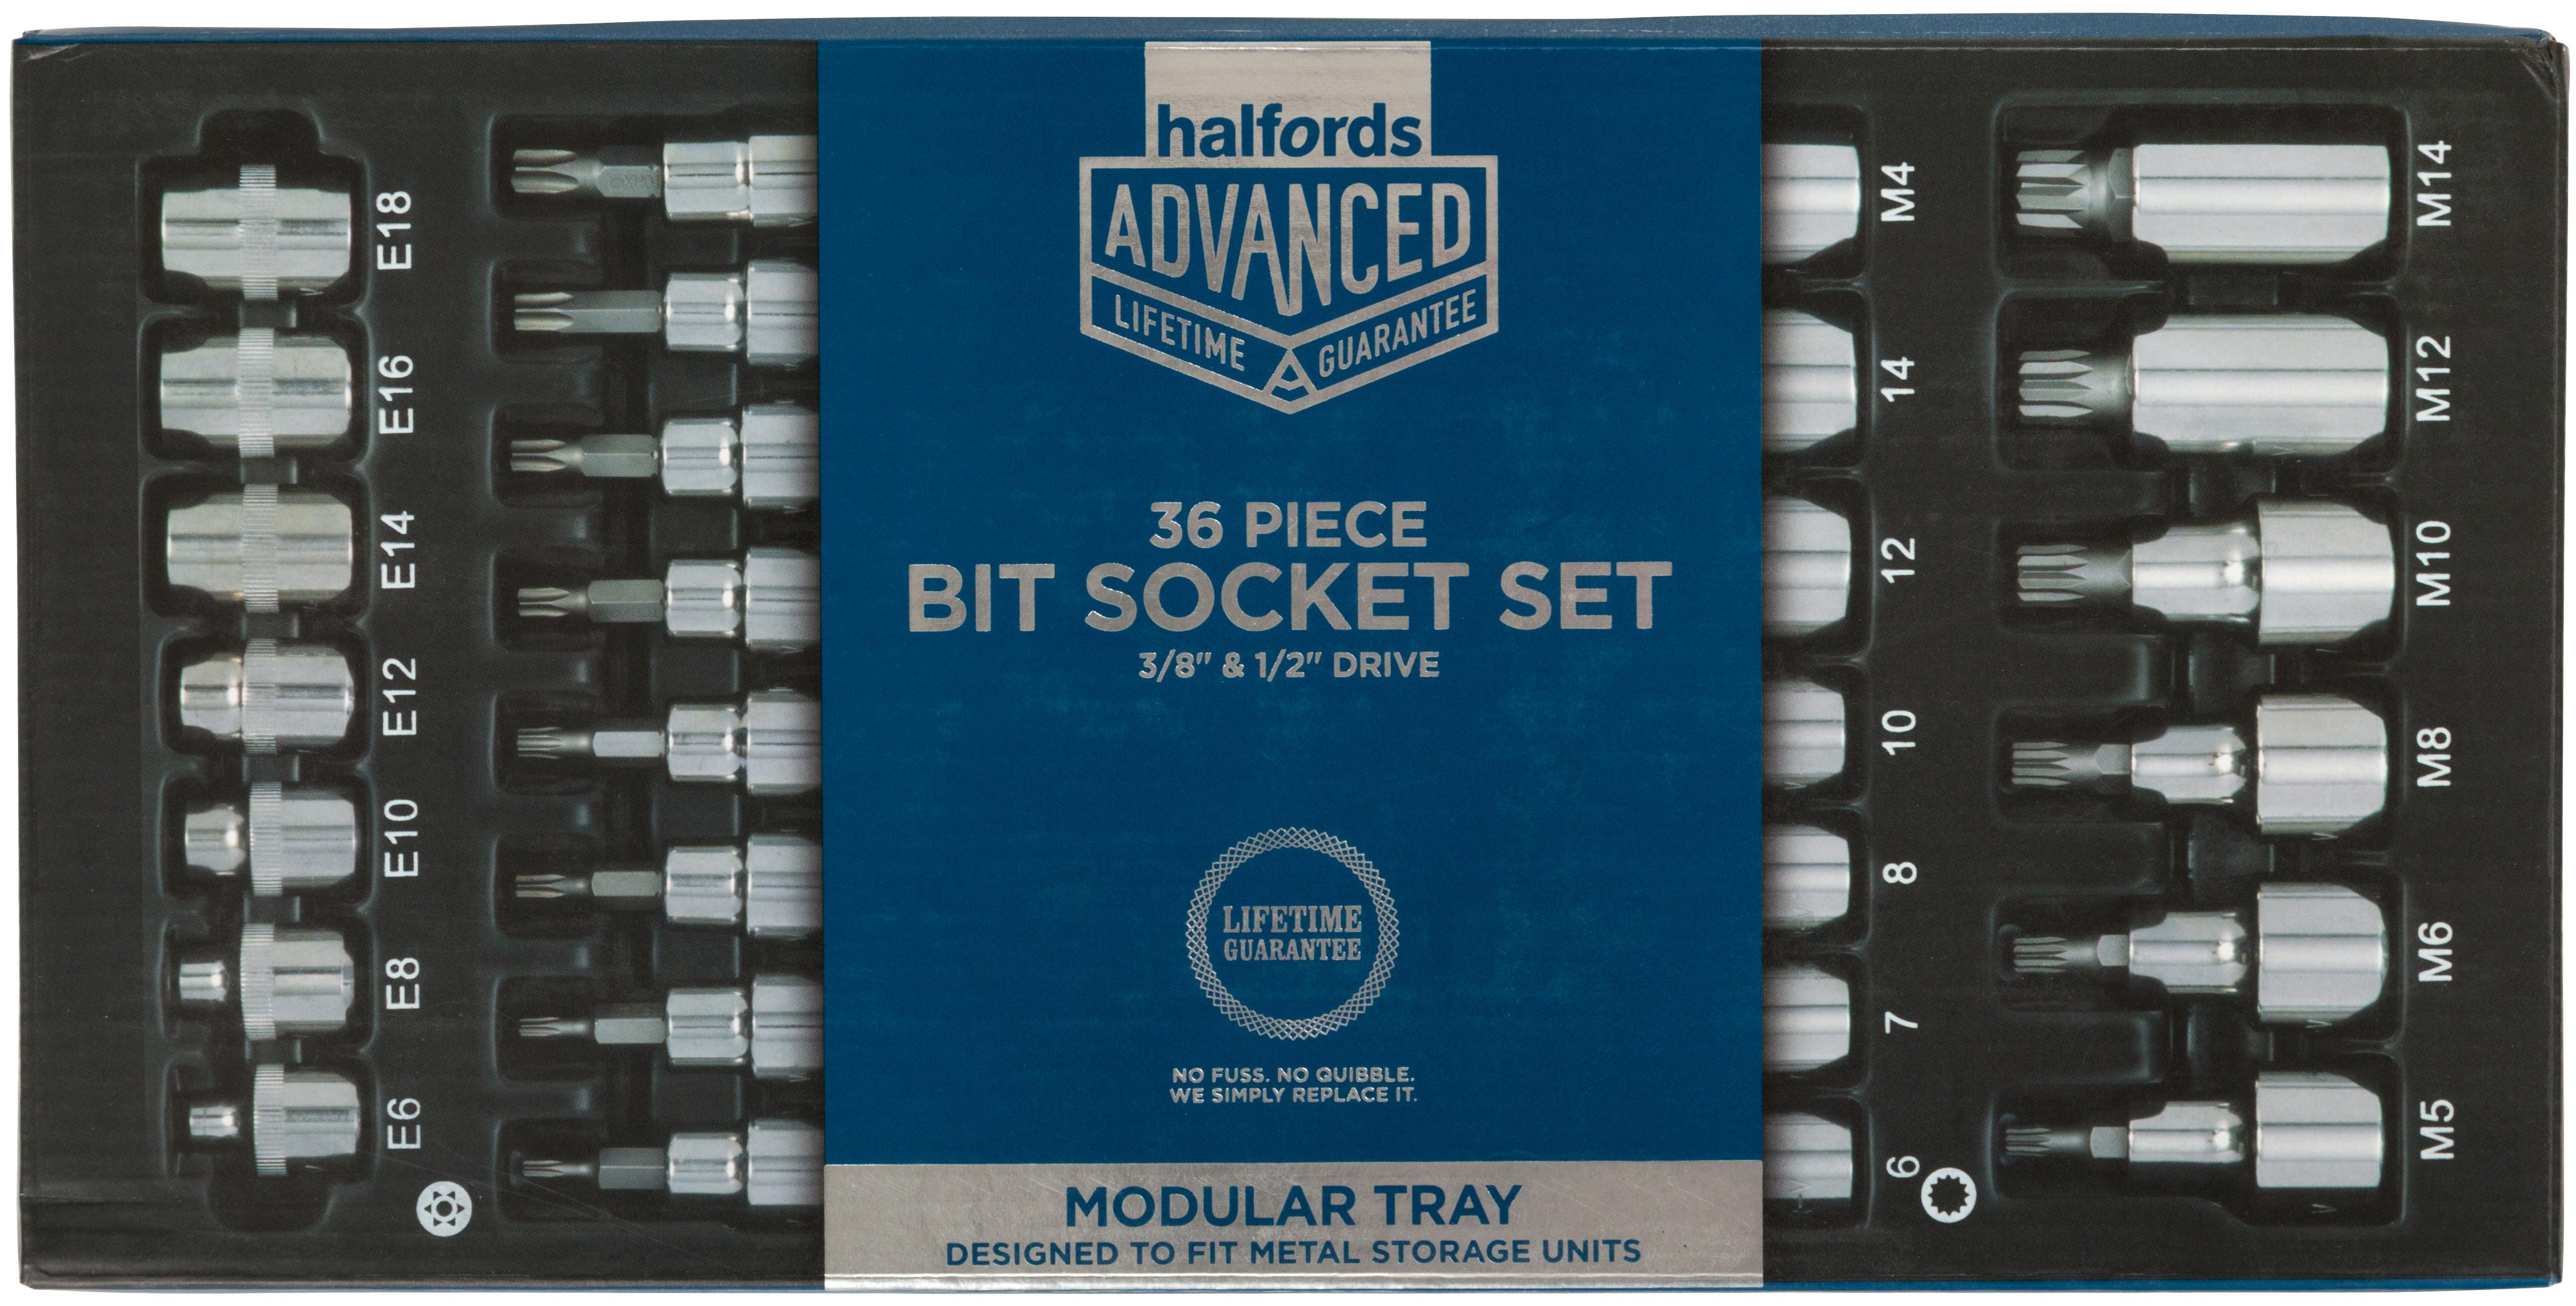 E18
E16
E14
E12
E10
E8
E6
halfords
ADVANCED
LIFETIME GUARANTEE
36 PIECE
BIT SOCKET SET
3/8" & 1/2" DRIVE
LIFETIME
GUARANTEE
NO FUSS. NO QUIBBLE.
WE SIMPLY REPLACE IT.
MODULAR TRAY
DESIGNED TO FIT METAL STORAGE UNITS
M4
14
12
10
8
7
6
M14
M12
M10
M8
M6
M5